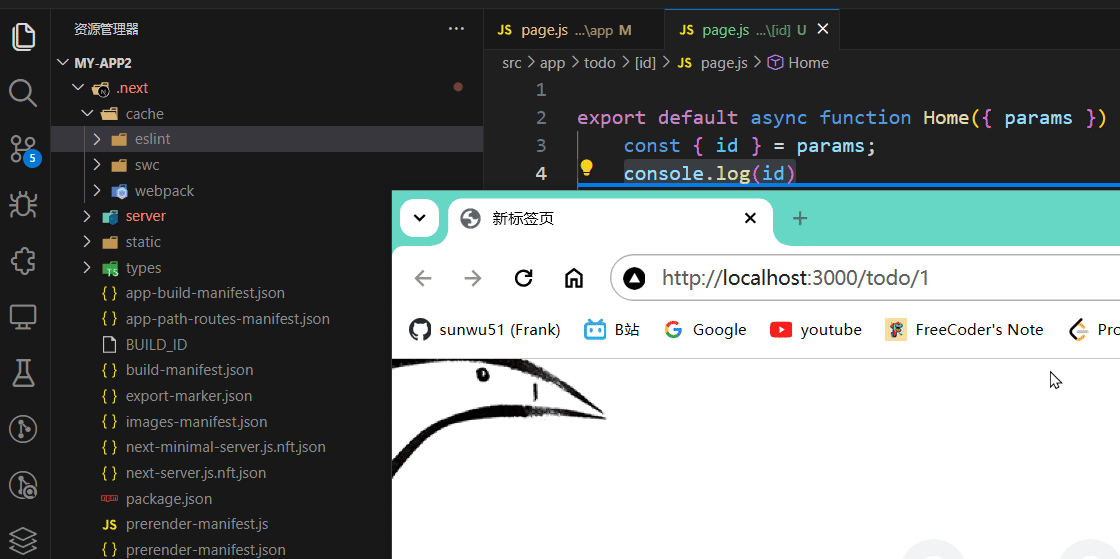 资源管理器
MY-APP2
.next
cache
eslint
swc
webpack
server
static
types
app-build-manifest.json
app-path-routes-manifest.json
BUILD_ID
build-manifest.json
export-marker.json
images-manifest.json
next-minimal-server.js.nft.json
next-server.js.nft.json
package.json
prerender-manifest.js
prerender-manifest.json
5
JS page.js ...\app M
JS page.js ...\[id] U
src > app > todo > [id] > JS page.js > Home
1
2 export default async function Home({ params })
3 const { id } = params;
4 console.log(id)
新标签页
http://localhost:3000/todo/1
sunwu51 (Frank) B站 Google youtube FreeCoder's Note